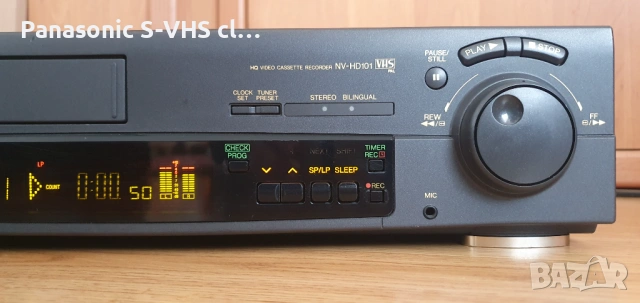 Panasonic S-VHS cl...
HQ VIDEO CASSETTE RECORDER NV-HD101 VHS
PAL
PAUSE/
STILL
PLAY
STOP
CLOCK SET
TUNER PRESET
STEREO BILINGUAL
REW
FF
CHECK
PROG
TIMER
REC
LP
COUNT
0:00
50
SP/LP SLEEP
REC
MIC
BAZAR